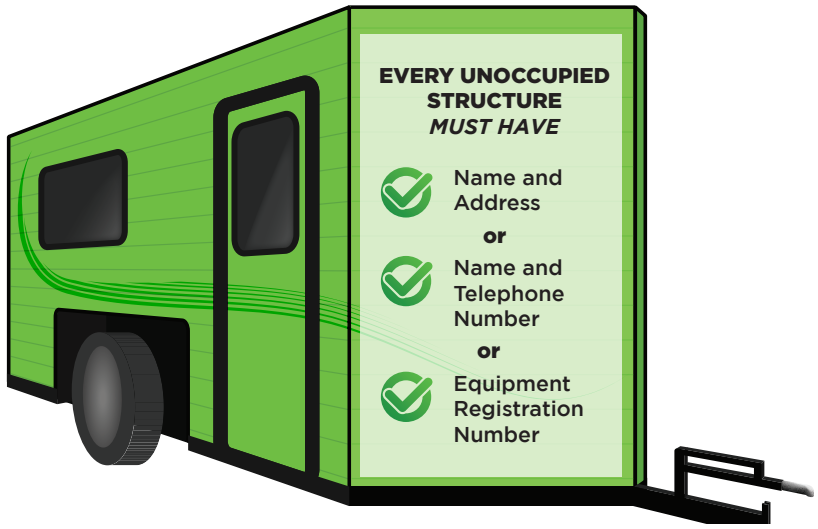 EVERY UNOCCUPIED
STRUCTURE
MUST HAVE
Name and
Address
or
Name and
Telephone
Number
or
Equipment
Registration
Number